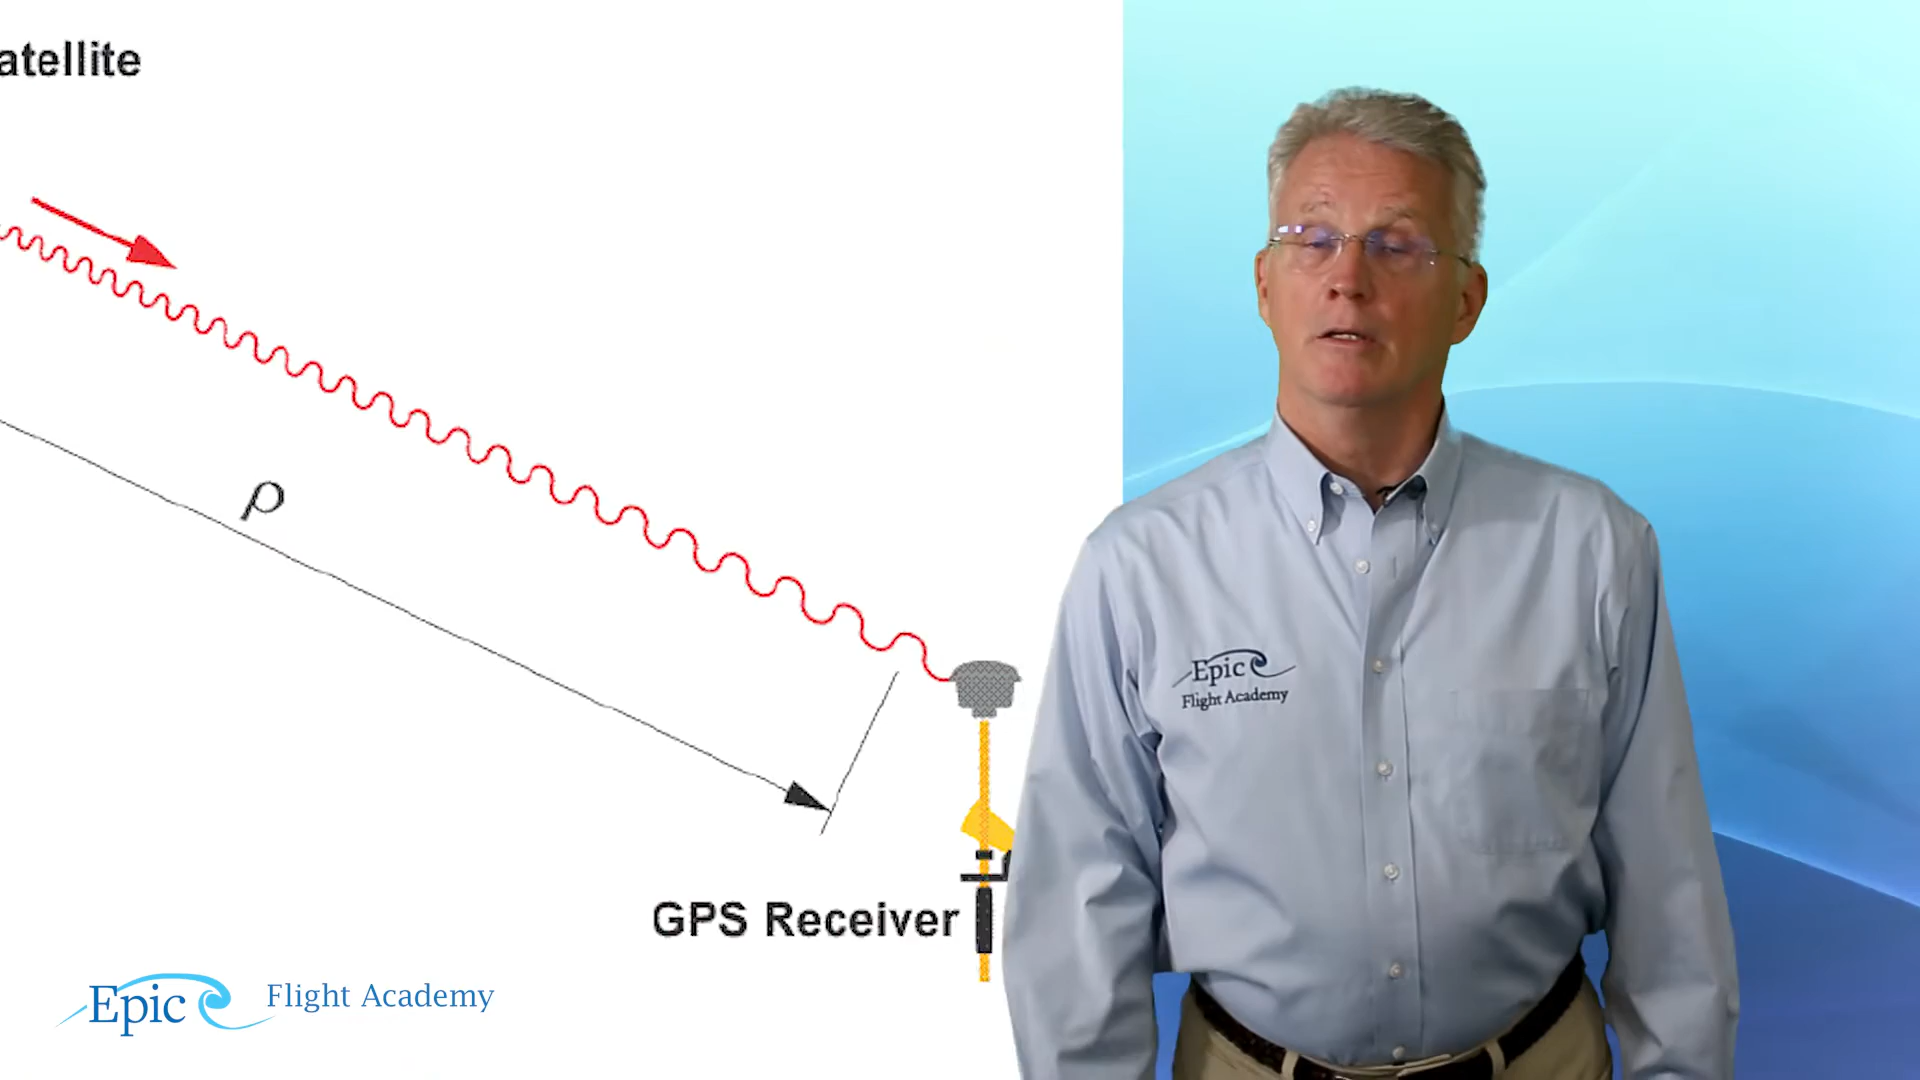 atellite
ρ
GPS Receiver
Epic
Flight Academy
Epic Flight Academy